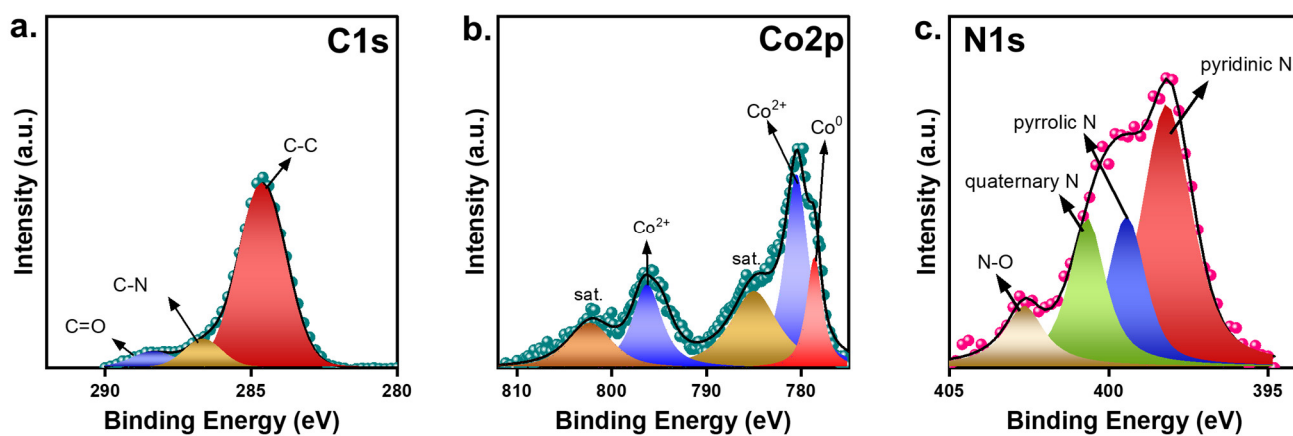 a.
C1s
C-C
C-N
C=O
Intensity (a.u.)
290
285
280
Binding Energy (eV)
b.
Co2p
Co²⁺
Co⁰
Co²⁺
sat.
sat.
Intensity (a.u.)
810
800
790
780
Binding Energy (eV)
c.
N1s
pyridinic N
pyrrolic N
quaternary N
N-O
Intensity (a.u.)
405
400
395
Binding Energy (eV)